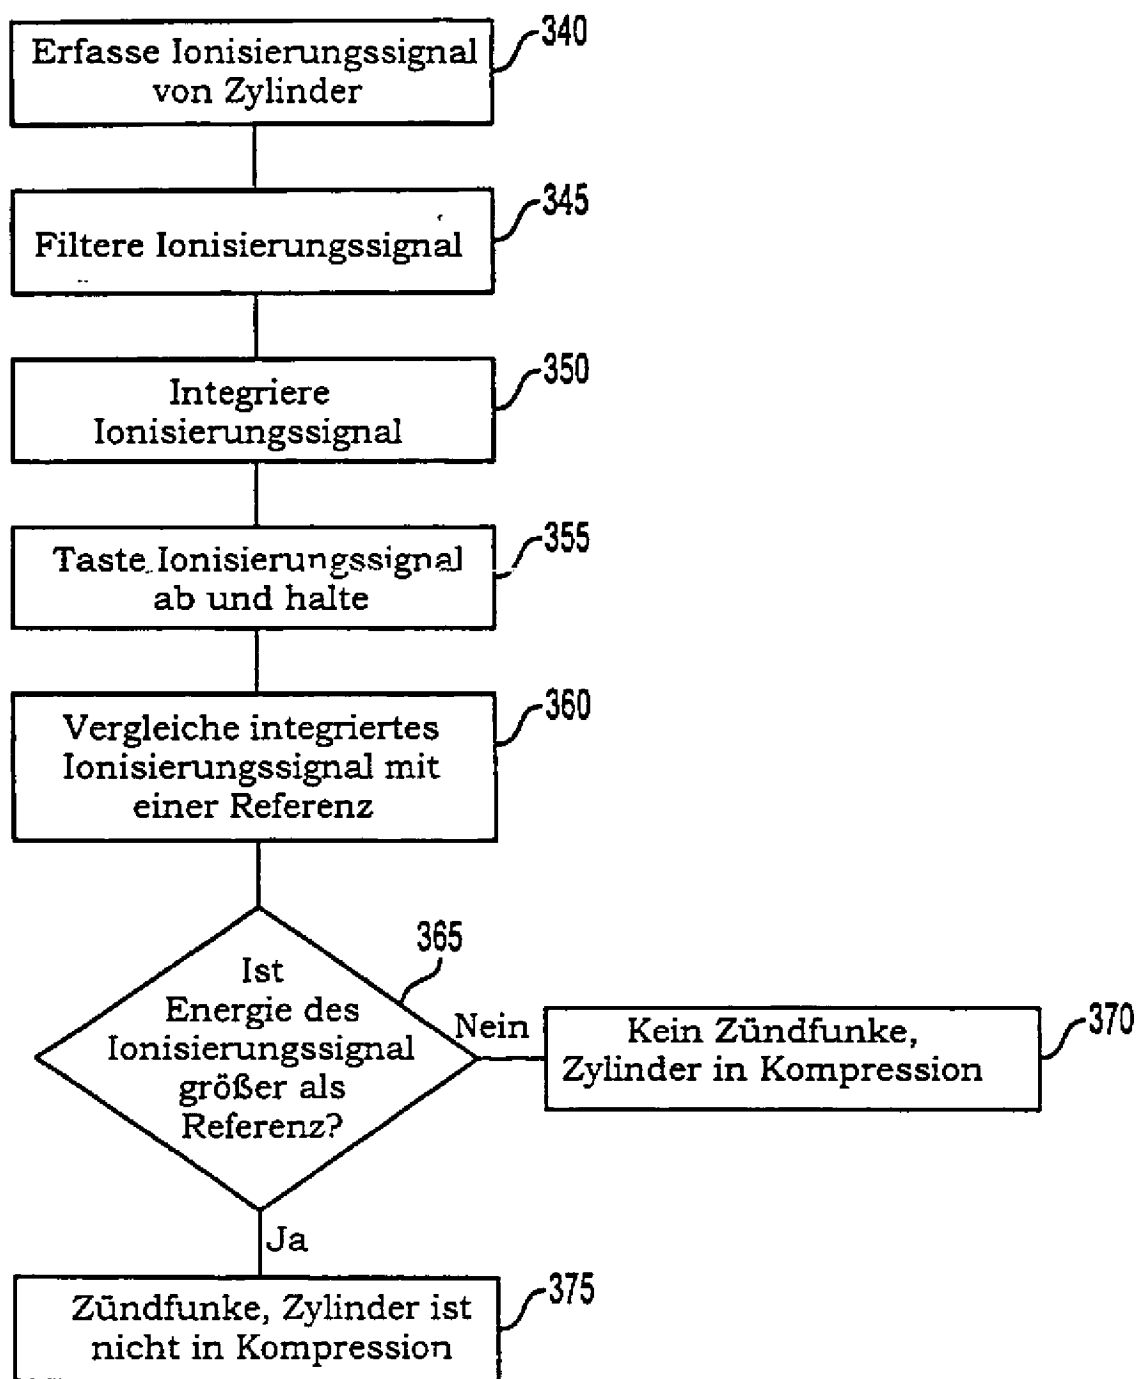 340
Erfasse Ionisierungssignal
von Zylinder
345
Filtere Ionisierungssignal
350
Integriere
Ionisierungssignal
355
Taste Ionisierungssignal
ab und halte
360
Vergleiche integriertes
Ionisierungssignal mit
einer Referenz
365
Ist
Energie des
Ionisierungssignal
größer als
Referenz?
Nein
370
Kein Zündfunke,
Zylinder in Kompression
Ja
375
Zündfunke, Zylinder ist
nicht in Kompression